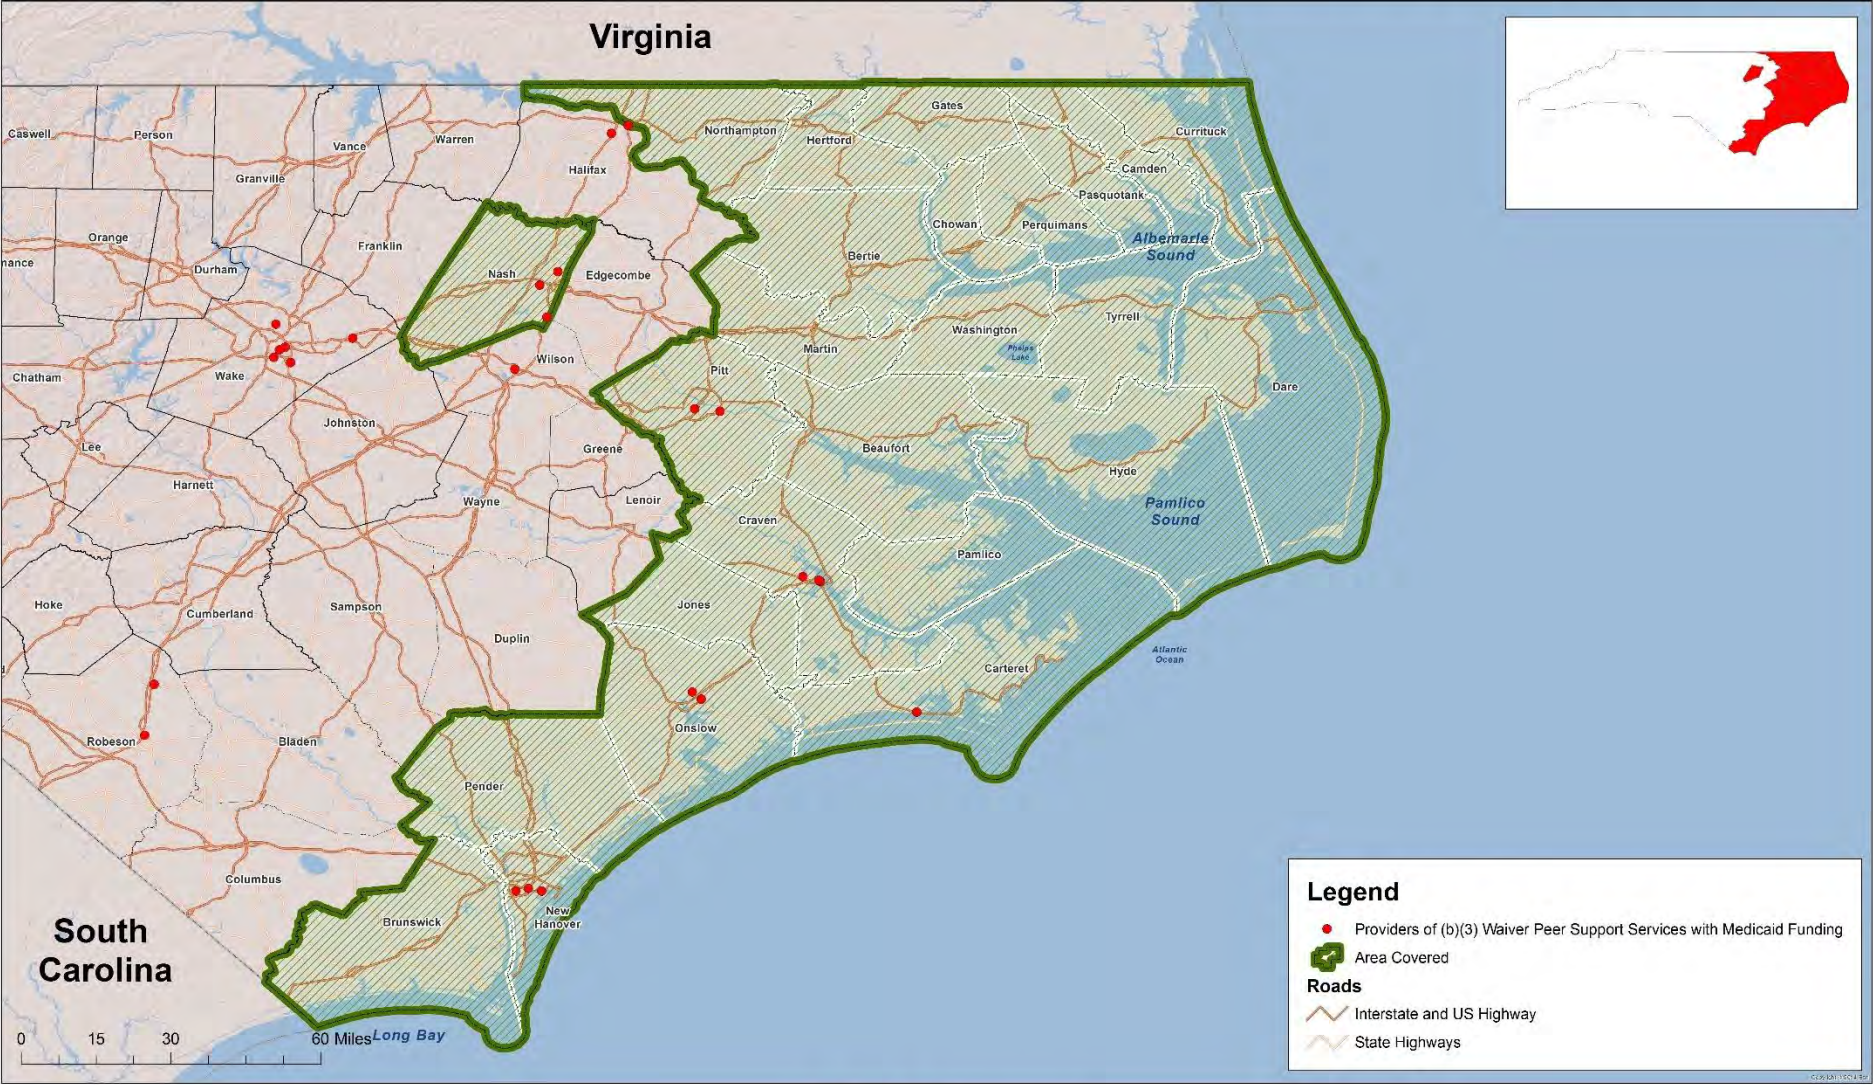 Virginia
Gates
Caswell
Person
Vance
Warren
Northampton
Hertford
Currituck
Granville
Halifax
Camden
Pasquotank
Orange
Franklin
Chowan
Perquimans
Albemarle
Sound
Durham
Nash
Edgecombe
Bertie
Washington
Tyrrell
Phelps
Lake
Chatham
Wake
Wilson
Pitt
Martin
Dare
Johnston
Lee
Greene
Beaufort
Hyde
Harnett
Wayne
Lenoir
Craven
Pamlico
Sound
Pamlico
Hoke
Cumberland
Sampson
Jones
Duplin
Atlantic
Ocean
Carteret
Robeson
Bladen
Onslow
Pender
Columbus
Brunswick
New
Hanover
South
Carolina
Long Bay
0 15 30 60 Miles
Legend
Providers of (b)(3) Waiver Peer Support Services with Medicaid Funding
Area Covered
Roads
Interstate and US Highway
State Highways